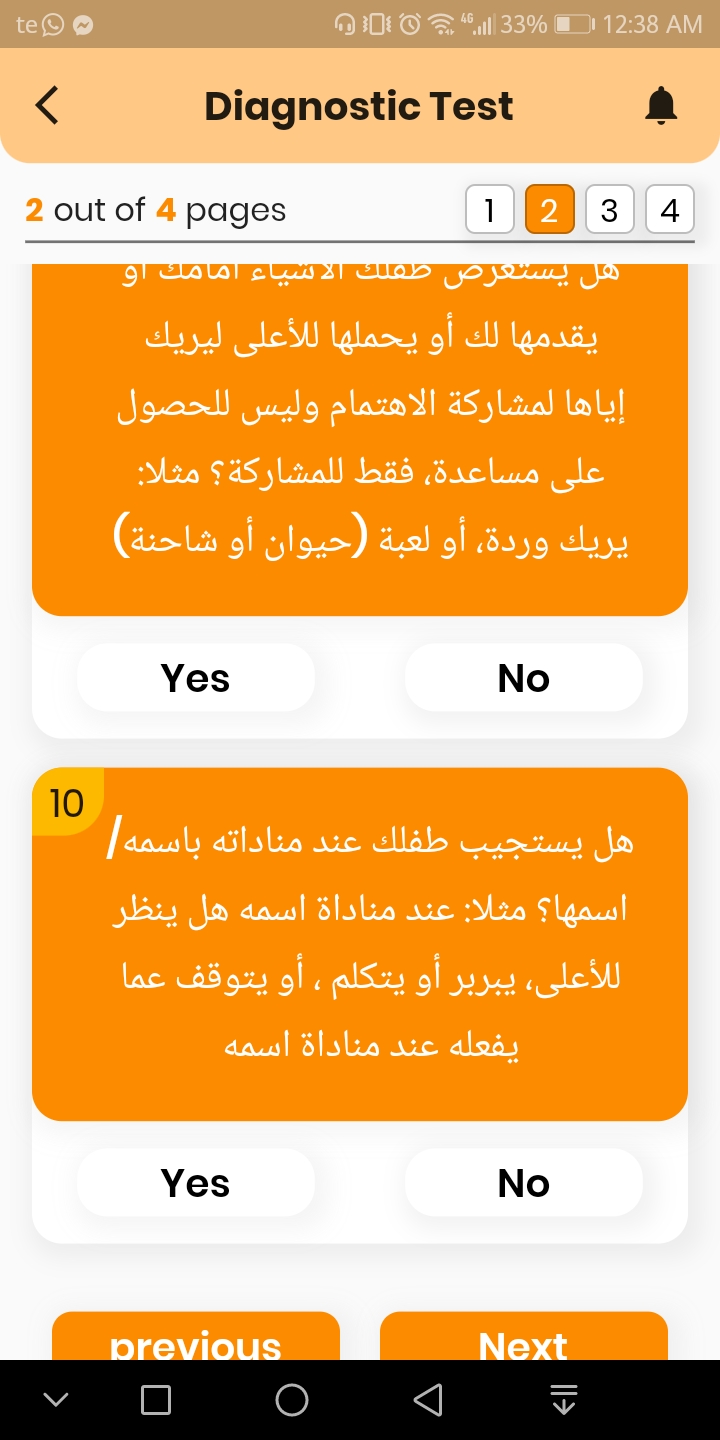 te 4G 33% 12:38 AM
Diagnostic Test
2 out of 4 pages 1 2 3 4
هل يستعرض طفلك الأشياء أمامك أو
يقدمها لك أو يحملها للأعلى ليريك
إياها لمشاركة الاهتمام وليس للحصول
على مساعدة، فقط للمشاركة؟ مثلا:
يريك وردة، أو لعبة (حيوان أو شاحنة)
Yes No
10
هل يستجيب طفلك عند مناداته باسمه/
اسمها؟ مثلا: عند مناداة اسمه هل ينظر
للأعلى، يبربر أو يتكلم ، أو يتوقف عما
يفعله عند مناداة اسمه
Yes No
previous Next